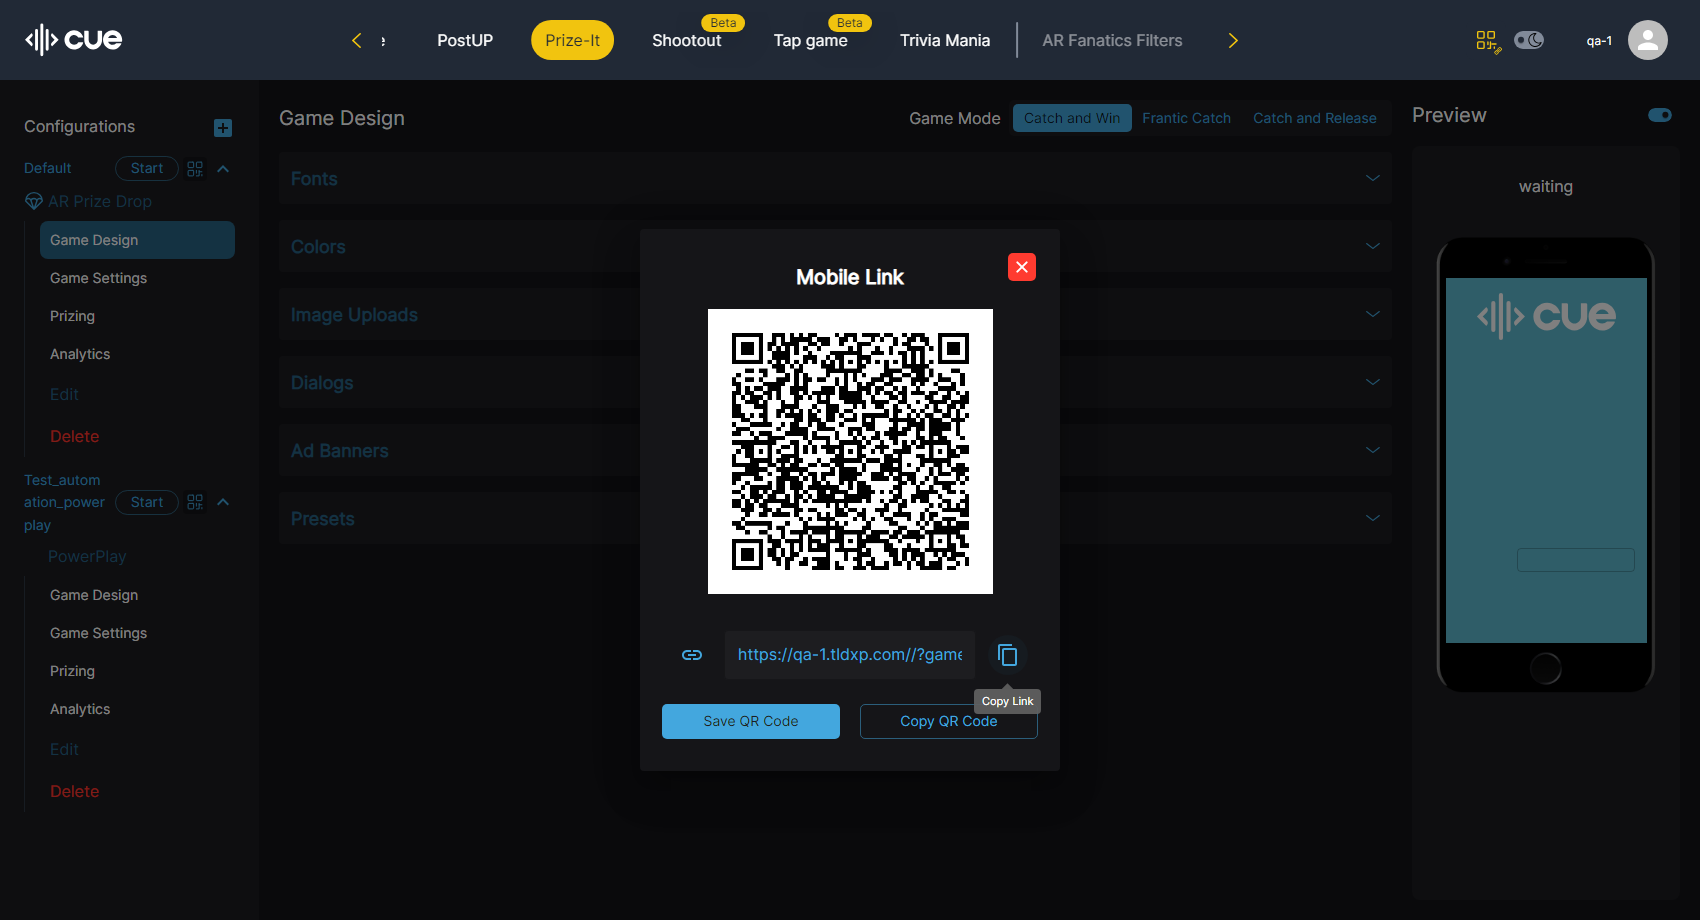 cue
PostUP
Prize-It
Beta
Shootout
Beta
Tap game
Trivia Mania
AR Fanatics Filters
qa-1
Configurations
Default
Start
AR Prize Drop
Game Design
Game Settings
Prizing
Analytics
Edit
Delete
Test_autom
ation_power
play
Start
PowerPlay
Game Design
Game Settings
Prizing
Analytics
Edit
Delete
Game Design
Game Mode
Catch and Win
Frantic Catch
Catch and Release
Fonts
Colors
Image Uploads
Dialogs
Ad Banners
Presets
Mobile Link
https://qa-1.tldxp.com//?game
Copy Link
Save QR Code
Copy QR Code
Preview
waiting
cue